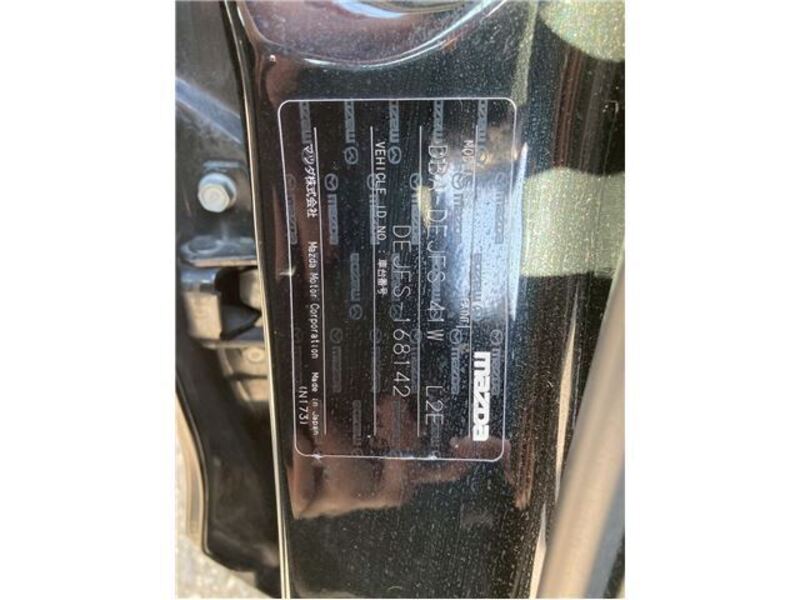 mazda
DBA-DEJFS 41W L2E
VEHICLE ID NO.:車台番号
DEJFS-168142
マツダ株式会社 Mazda Motor Corporation Made in Japan
(N173)